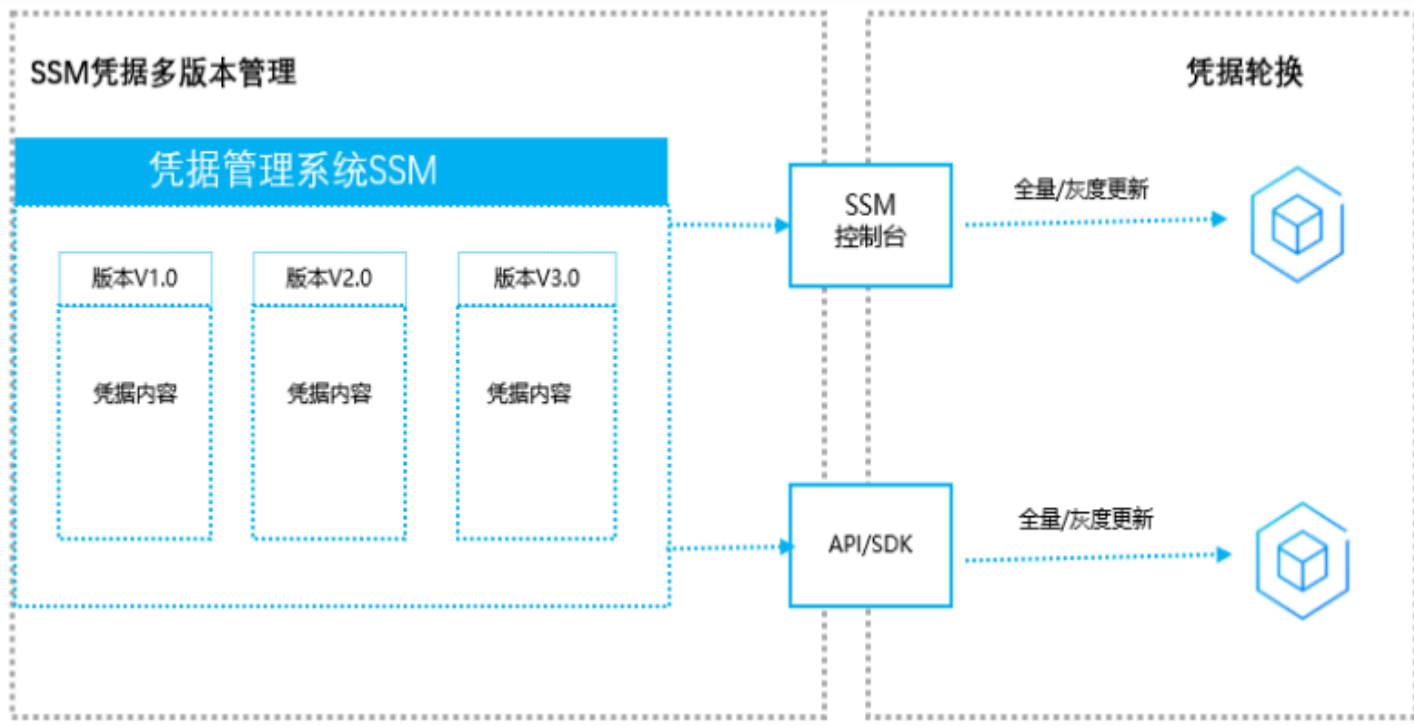 SSM凭据多版本管理
凭据轮换
凭据管理系统SSM
版本V1.0
版本V2.0
版本V3.0
凭据内容
凭据内容
凭据内容
SSM
控制台
全量/灰度更新
API/SDK
全量/灰度更新